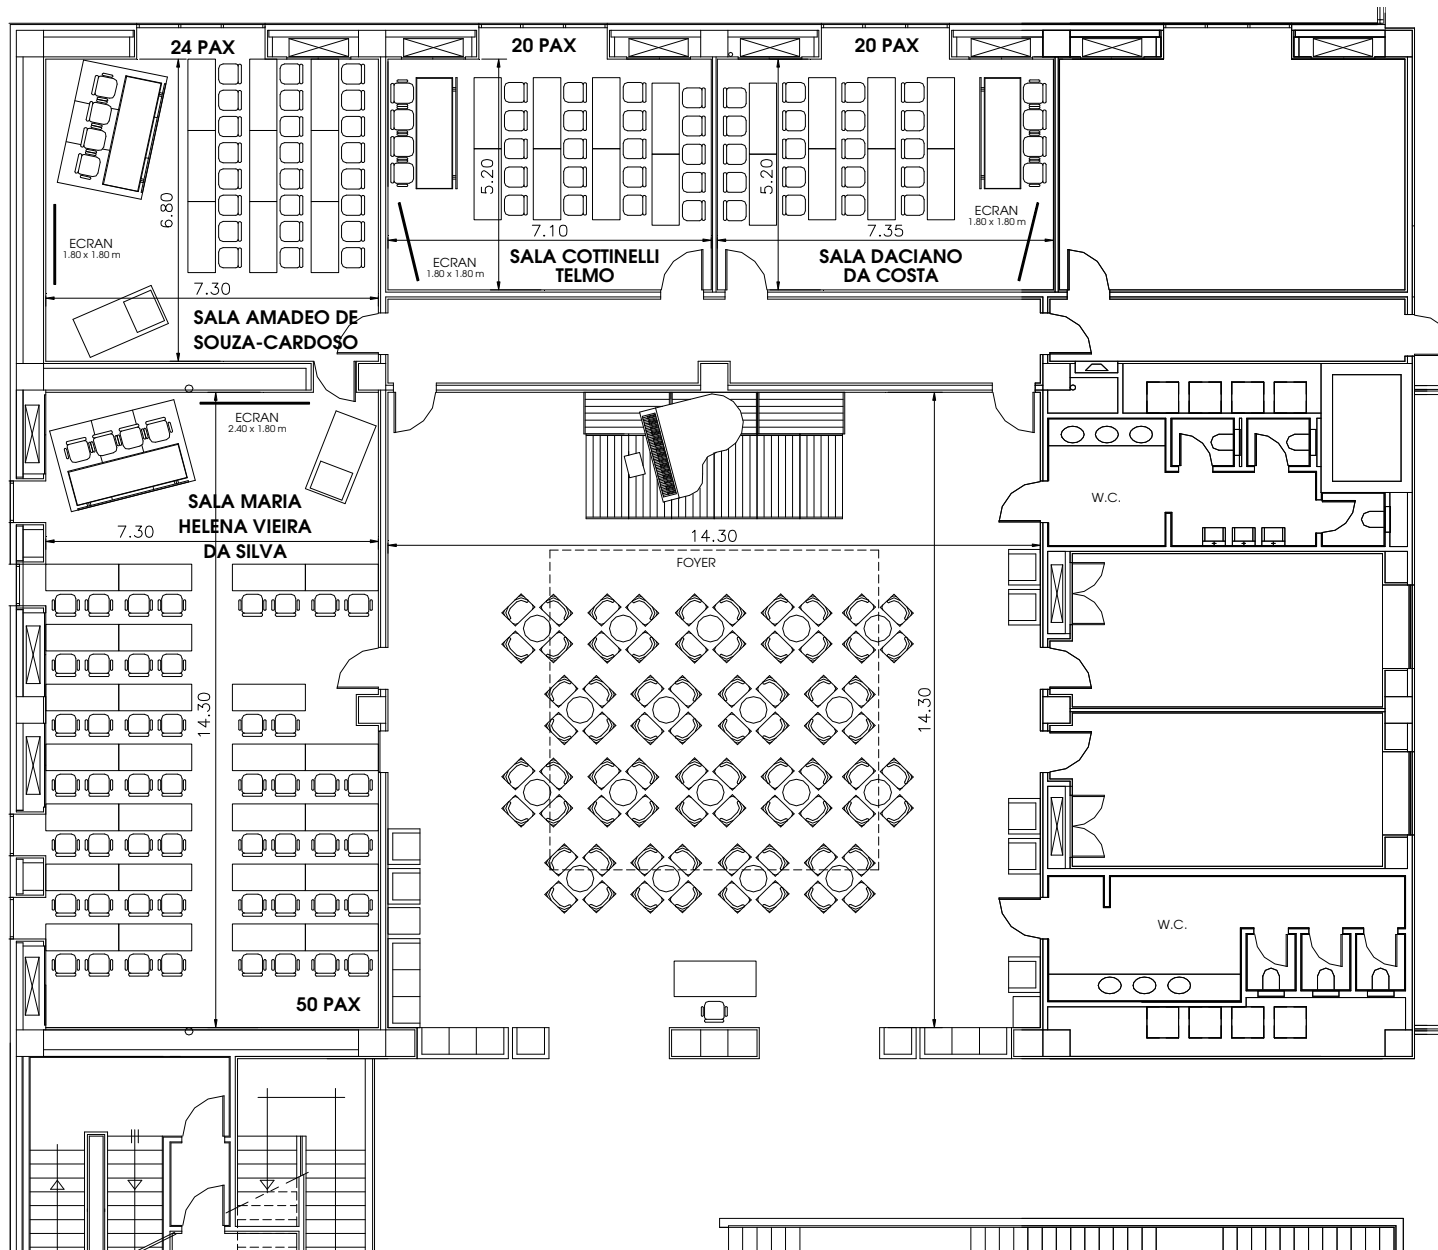 24 PAX
20 PAX
20 PAX
6.80
5.20
5.20
ECRAN
1.80 x 1.80 m
7.30
SALA AMADEO DE
SOUZA-CARDOSO
7.10
ECRAN
1.80 x 1.80 m
SALA COTTINELLI
TELMO
ECRAN
1.80 x 1.80 m
7.35
SALA DACIANO
DA COSTA
ECRAN
2.40 x 1.80 m
SALA MARIA
HELENA VIEIRA
DA SILVA
7.30
14.30
50 PAX
14.30
FOYER
14.30
W.C.
W.C.